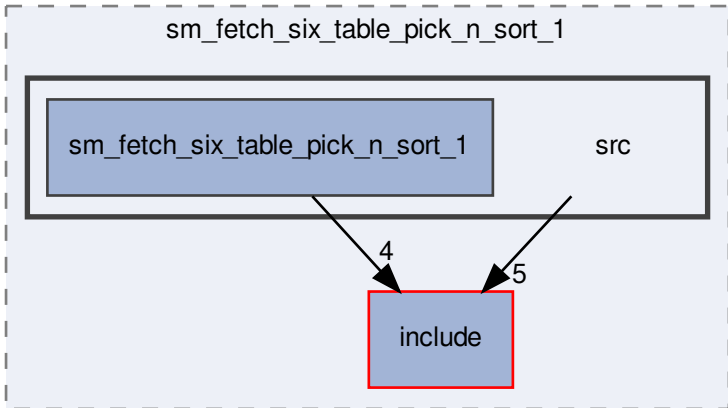 sm_fetch_six_table_pick_n_sort_1
sm_fetch_six_table_pick_n_sort_1
src
4
5
include